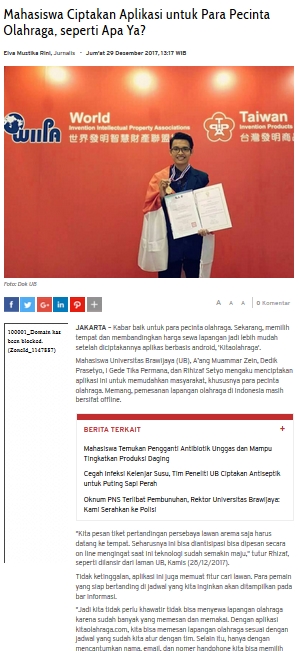 Mahasiswa Ciptakan Aplikasi untuk Para Pecinta
Olahraga, seperti Apa Ya?
Elva Mustika Rini, Jurnalis - Jum'at 29 Desember 2017, 13:17 WIB
WIIPA
World
Invention Intellectual Property Associations
世界發明智慧財產聯盟
Taiwan
Invention Products
台灣發明商品
Foto: Dok UB
A A A 0 Komentar
100001_Domain has
been blocked.
(ZoneId_1147887)
JAKARTA - Kabar baik untuk para pecinta olahraga. Sekarang, memilih
tempat dan membandingkan harga sewa lapangan jadi lebih mudah
setelah diciptakannya aplikas berbasis android, 'Kitaolahraga'.
Mahasiswa Universitas Brawijaya (UB), A'ang Muammar Zein, Dedik
Prasetyo, I Gede Tika Permana, dan Rihizaf Setyo mengaku menciptakan
aplikasi ini untuk memudahkan masyarakat, khususnya para pecinta
olahraga. Memang, pemesanan lapangan olahraga di Indonesia masih
bersifat offline.
BERITA TERKAIT +
Mahasiswa Temukan Pengganti Antibiotik Unggas dan Mampu
Tingkatkan Produksi Daging
Cegah Infeksi Kelenjar Susu, Tim Peneliti UB Ciptakan Antiseptik
untuk Puting Sapi Perah
Oknum PNS Terlibat Pembunuhan, Rektor Universitas Brawijaya:
Kami Serahkan ke Polisi
"Kita pesan tiket pertandingan persebaya lawan arema saja harus
datang ke tempat. Seharusnya ini bisa diantisipasi bisa dipesan secara
on line mengingat saat ini teknologi sudah semakin maju," tutur Rhizaf,
seperti dilansir dari laman UB, Kamis (28/12/2017).
Tidak ketinggalan, aplikasi ini juga memuat fitur cari lawan. Para pemain
yang siap bertanding di jadwal yang kita inginkan akan ditampilkan pada
bar informasi.
"Jadi kita tidak perlu khawatir tidak bisa menyewa lapangan olahraga
karena sudah banyak yang memesan dan memakai. Dengan aplikasi
kitaolahraga.com, kita bisa memesan lapangan olahraga sesuai dengan
jadwal yang sudah kita atur dengan tim. Selain itu, hanya dengan
mencantumkan nama, email, dan nomer handphone kita bisa memilih